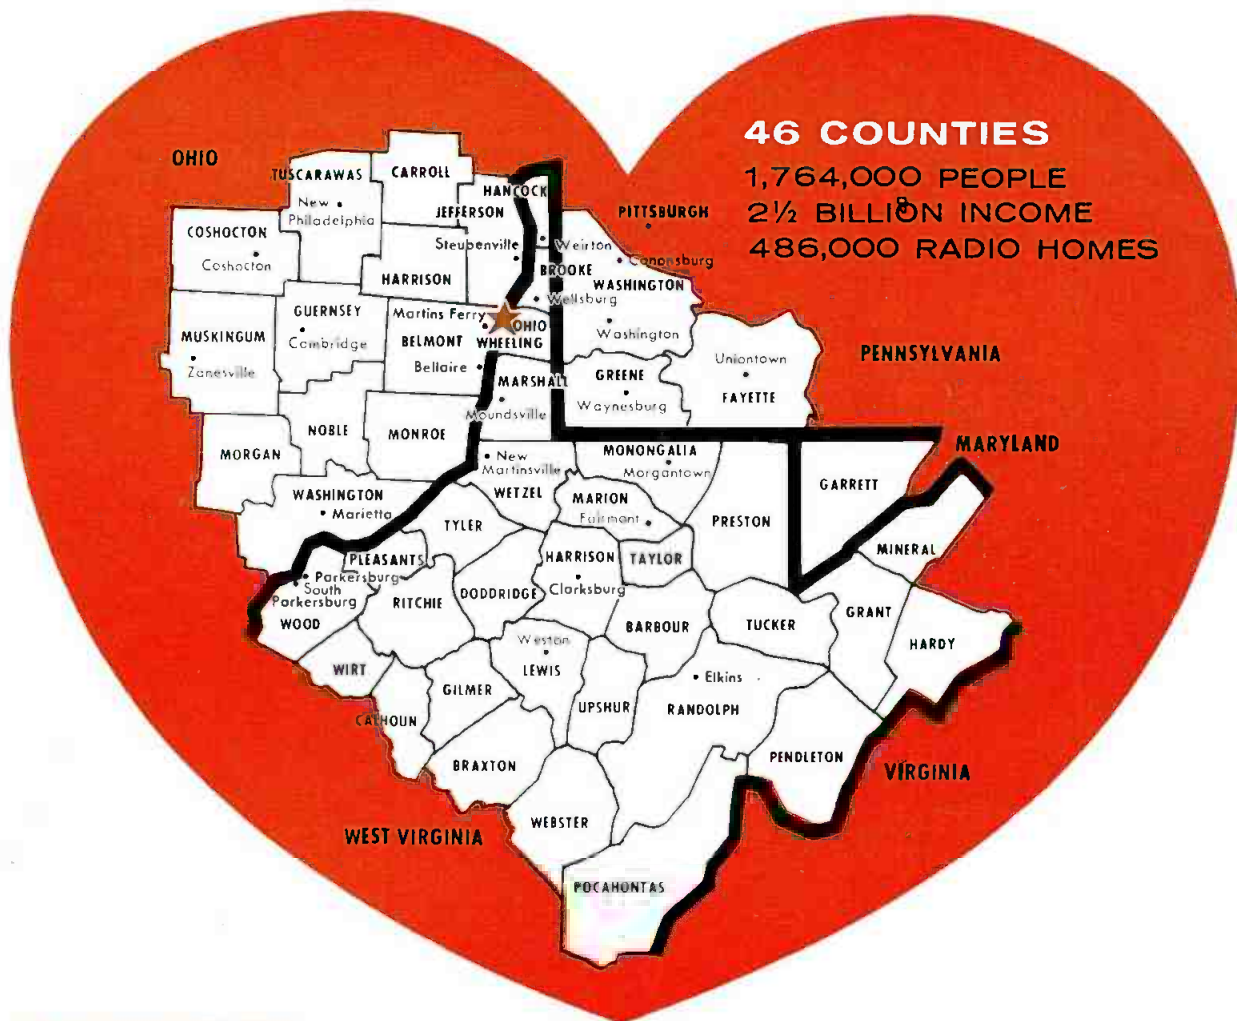 46 COUNTIES
1,764,000 PEOPLE
2½ BILLION INCOME
486,000 RADIO HOMES
OHIO
TUSCARAWAS
New
Philadelphia
CARROLL
HANCOCK
JEFFERSON
PITTSBURGH
COSHOCTON
Coshocton
Steubenville
Weirton
Canonsburg
HARRISON
BROOKE
WASHINGTON
Wellsburg
GUERNSEY
Cambridge
Martins Ferry
OHIO
Washington
MUSKINGUM
Zanesville
BELMONT
WHEELING
Bellaire
PENNSYLVANIA
Uniontown
FAYETTE
MARSHALL
Moundsville
GREENE
Waynesburg
NOBLE
MONROE
MORGAN
MARYLAND
New
Martinsville
MONONGALIA
Morgantown
GARRETT
WASHINGTON
Marietta
WETZEL
MARION
Fairmont
PRESTON
TYLER
MINERAL
PLEASANTS
HARRISON
Clarksburg
TAYLOR
Parkersburg
South
Parkersburg
WOOD
RITCHIE
DODDRIDGE
BARBOUR
TUCKER
GRANT
HARDY
WIRT
Weston
LEWIS
GILMER
Elkins
RANDOLPH
UPSHUR
CALHOUN
BRAXTON
PENDLETON
VIRGINIA
WEBSTER
WEST VIRGINIA
POCAHONTAS